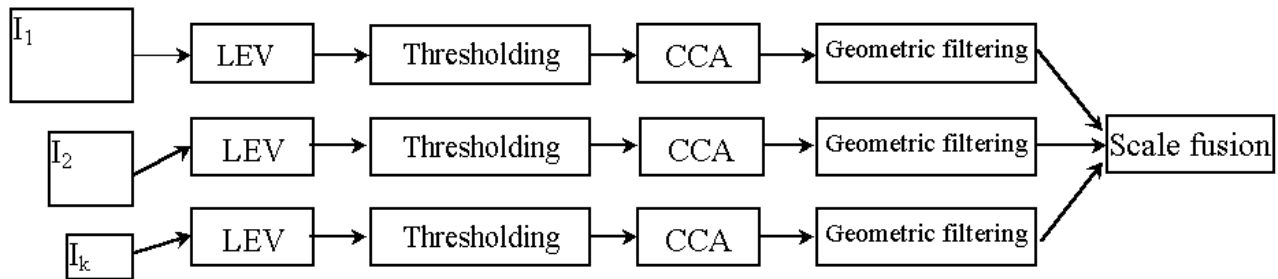 I1
LEV
Thresholding
CCA
Geometric filtering
I2
LEV
Thresholding
CCA
Geometric filtering
Scale fusion
Ik
LEV
Thresholding
CCA
Geometric filtering